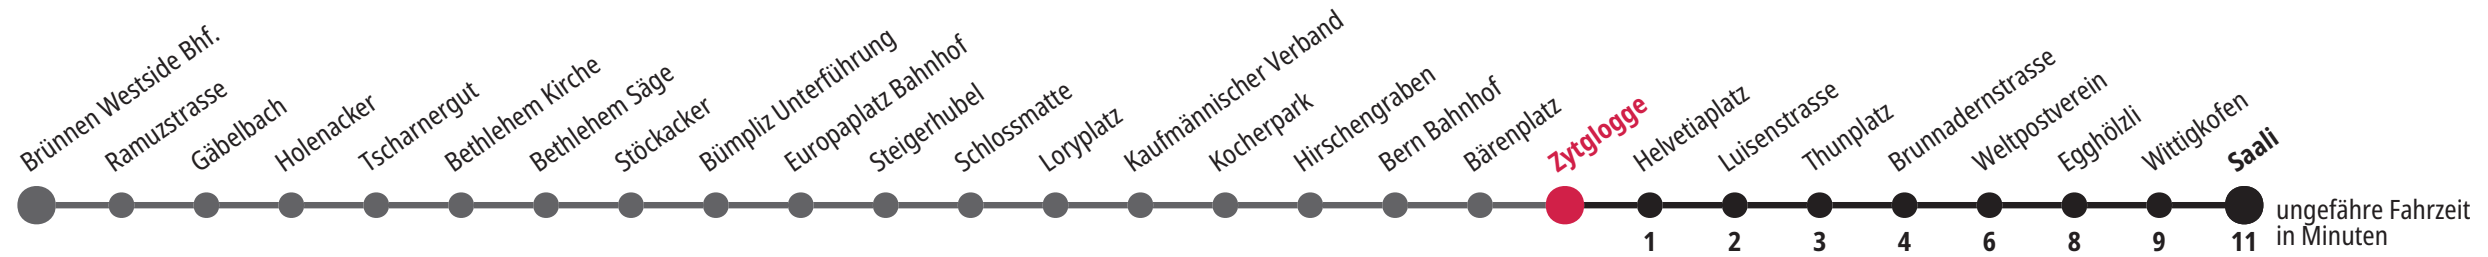 Brünnen Westside Bhf.
Ramuzstrasse
Gäbelbach
Holenacker
Tscharnergut
Bethlehem Kirche
Bethlehem Säge
Stöckacker
Bümpliz Unterführung
Europaplatz Bahnhof
Steigerhubel
Schlossmatte
Loryplatz
Kaufmännischer Verband
Kocherpark
Hirschengraben
Bern Bahnhof
Bärenplatz
Zytglogge
Helvetiaplatz
Luisenstrasse
Thunplatz
Brunnadernstrasse
Weltpostverein
Egghölzli
Wittigkofen
Saali
1 2 3 4 6 8 9 11
ungefähre Fahrzeit
in Minuten